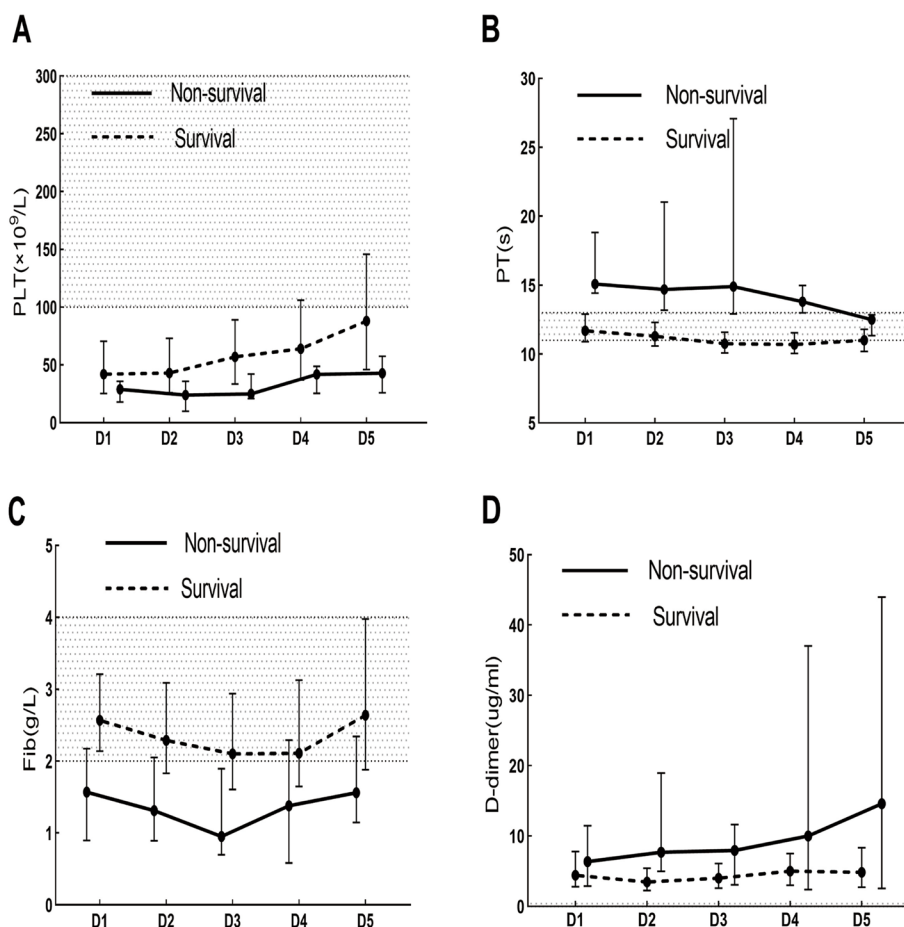 A
PLT(×10⁹/L)
300
250
200
150
100
50
0
Non-survival
Survival
D1 D2 D3 D4 D5
B
PT(s)
30
25
20
15
10
5
Non-survival
Survival
D1 D2 D3 D4 D5
C
Fib(g/L)
5
4
3
2
1
0
Non-survival
Survival
D1 D2 D3 D4 D5
D
D-dimer(ug/ml)
50
40
30
20
10
0
Non-survival
Survival
D1 D2 D3 D4 D5